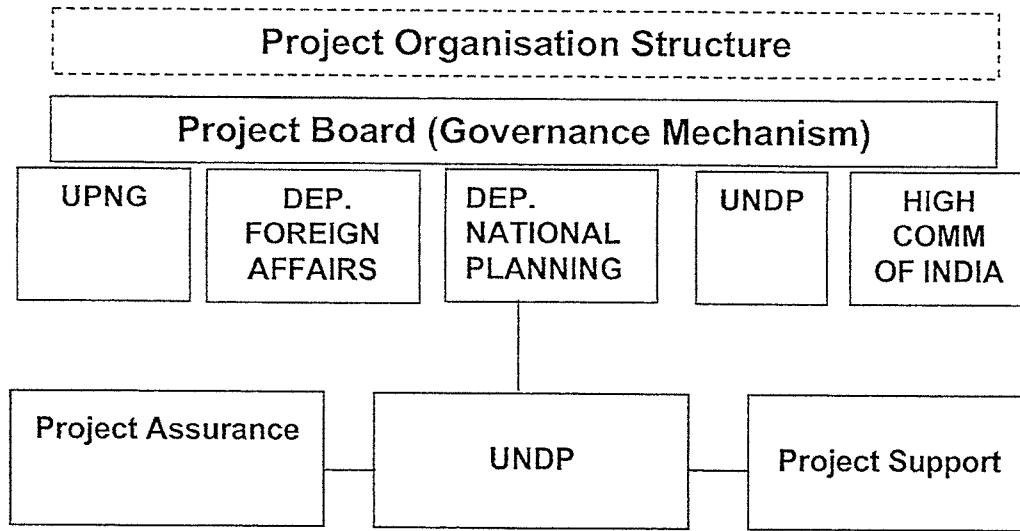 Project Organisation Structure
Project Board (Governance Mechanism)
UPNG
DEP.
FOREIGN
AFFAIRS
DEP.
NATIONAL
PLANNING
UNDP
HIGH
COMM
OF INDIA
Project Assurance
UNDP
Project Support